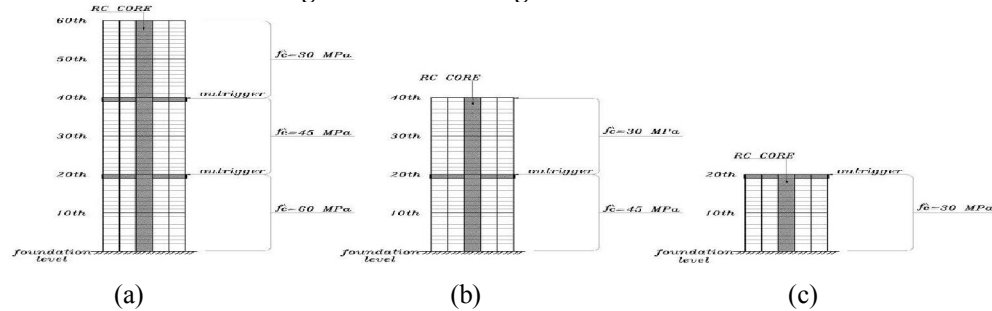 RC CORE
60th
50th
40th
30th
20th
10th
foundation
level
fc=30 MPa
outrigger
fc=45 MPa
outrigger
fc=60 MPa
(a)
RC CORE
40th
30th
20th
10th
foundation
level
fc=30 MPa
outrigger
fc=45 MPa
(b)
RC CORE
20th
10th
foundation
level
outrigger
fc=30 MPa
(c)